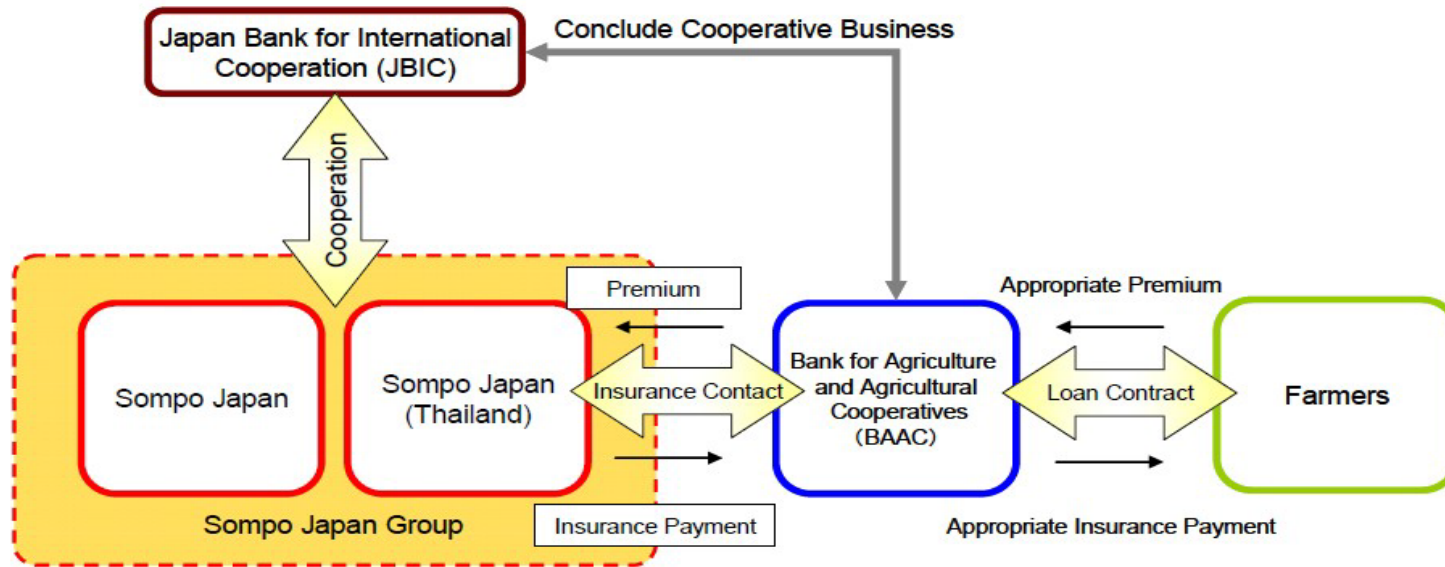 Japan Bank for International
Cooperation (JBIC)
Conclude Cooperative Business
Cooperation
Premium
Appropriate Premium
Sompo Japan
Sompo Japan
(Thailand)
Insurance Contact
Bank for Agriculture
and Agricultural
Cooperatives
(BAAC)
Loan Contract
Farmers
Sompo Japan Group
Insurance Payment
Appropriate Insurance Payment